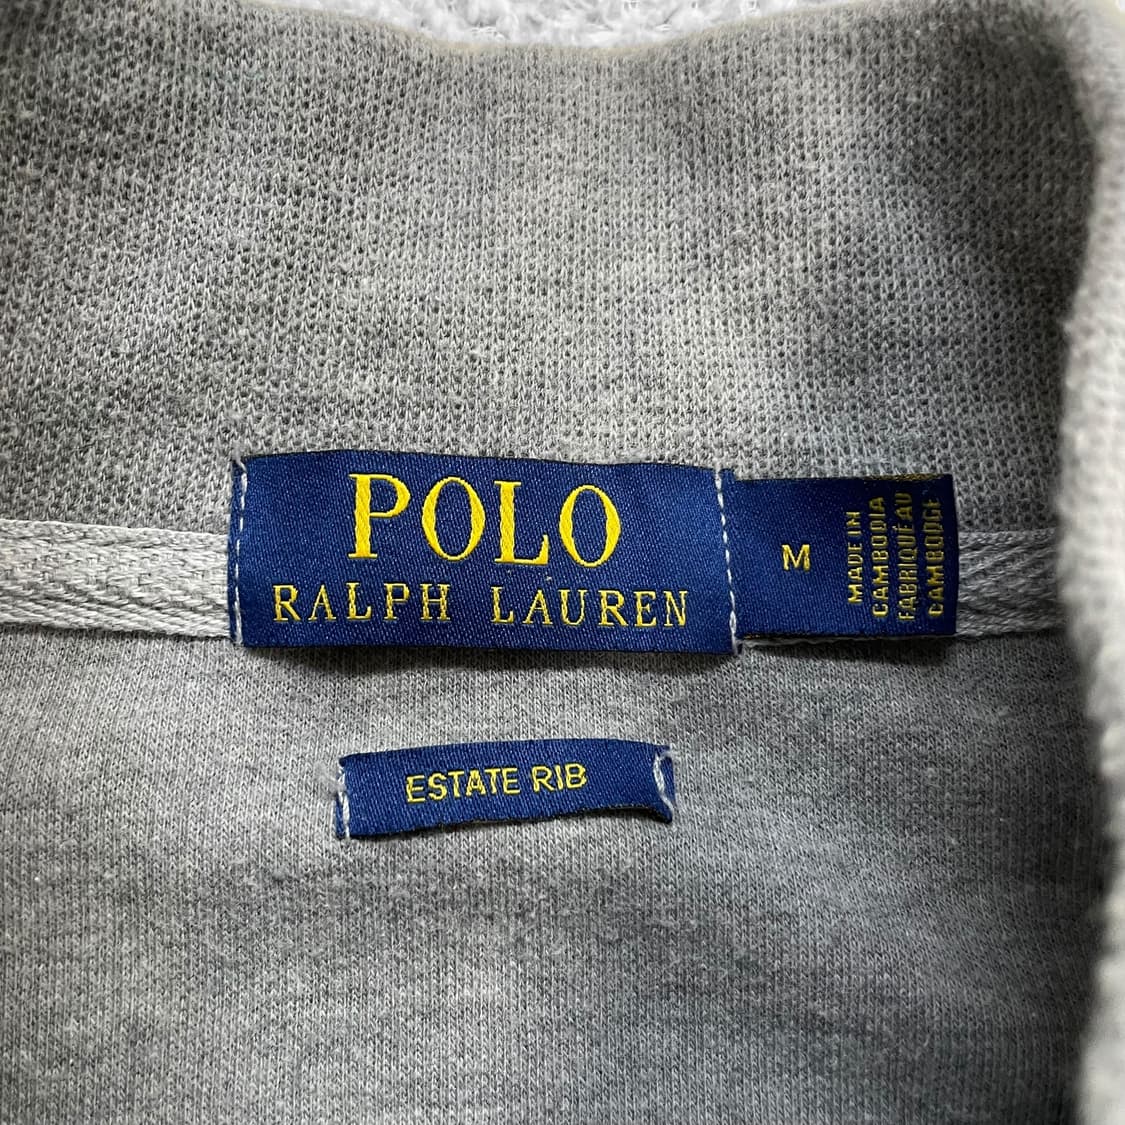 POLO
RALPH LAUREN
M
MADE IN
CAMBODIA
FABRIQUÉ AU
CAMBODGE
ESTATE RIB